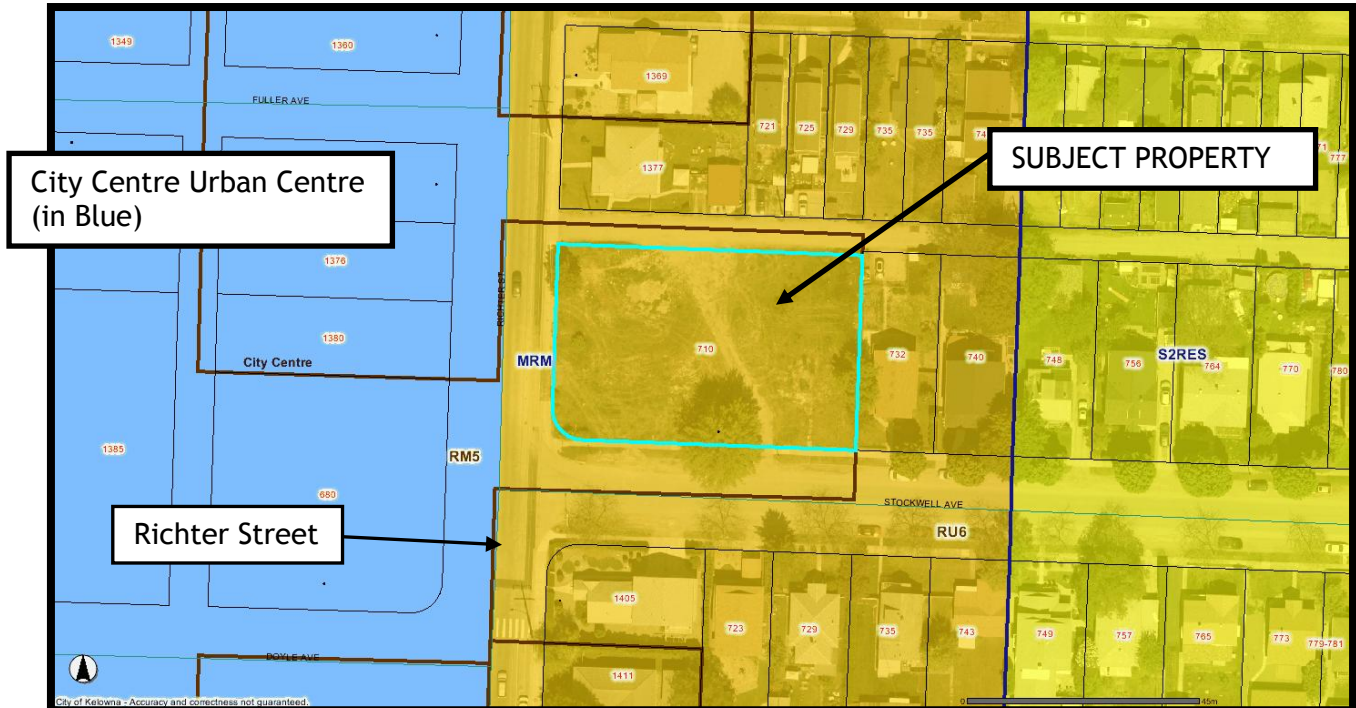 1349
1360
1369
FULLER AVE
721
725
729
735
735
SUBJECT PROPERTY
777
1377
City Centre Urban Centre
(in Blue)
1376
RICHTER ST
1380
City Centre
MRM
710
732
740
748
756
S2RES
764
770
780
1385
RM5
680
STOCKWELL AVE
RU6
Richter Street
1405
723
729
735
743
749
757
765
773
779-781
DOYLE AVE
1411
City of Kelowna - Accuracy and correctness not guaranteed.
0
45m